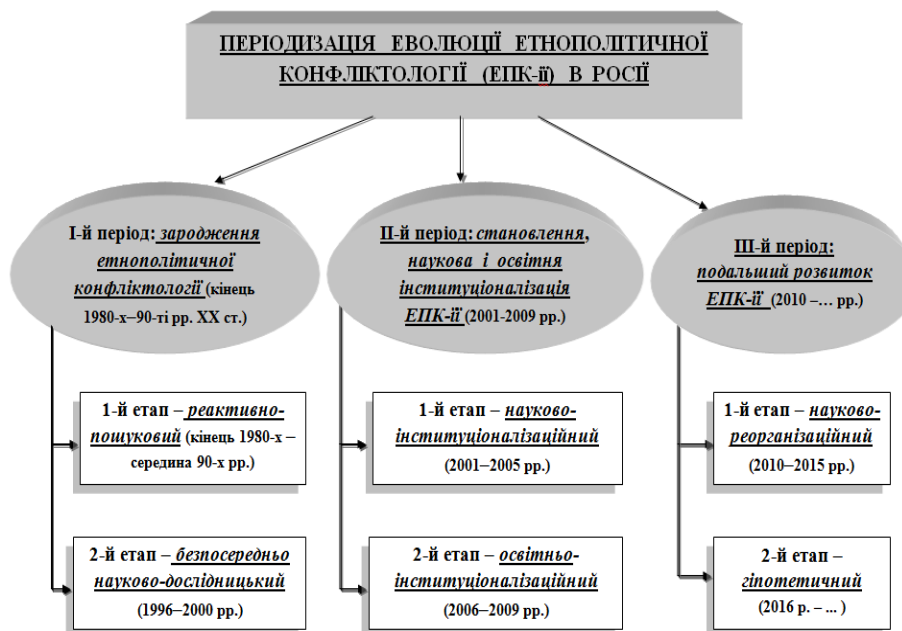 ПЕРІОДИЗАЦІЯ ЕВОЛЮЦІЇ ЕТНОПОЛІТИЧНОЇ
КОНФЛІКТОЛОГІЇ (ЕПК-ії) В РОСІЇ
І-й період: зародження
етнополітичної
конфліктології (кінець
1980-х–90-ті рр. ХХ ст.)
1-й етап – реактивно-
пошуковий (кінець 1980-х –
середина 90-х рр.)
2-й етап – безпосередньо
науково-дослідницький
(1996–2000 рр.)
ІІ-й період: становлення,
наукова і освітня
інституціоналізація
ЕПК-ії (2001-2009 рр.)
1-й етап – науково-
інституціоналізаційний
(2001–2005 рр.)
2-й етап – освітньо-
інституціоналізаційний
(2006–2009 рр.)
ІІІ-й період:
подальший розвиток
ЕПК-ії (2010 –... рр.)
1-й етап – науково-
реорганізаційний
(2010–2015 рр.)
2-й етап –
гіпотетичний
(2016 р. – ... )